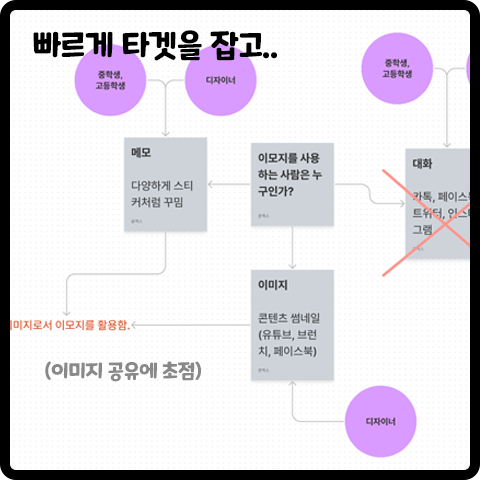 빠르게 타겟을 잡고..
중학생,
고등학생
디자이너
중학생,
고등학생
메모
다양하게 스티
커처럼 꾸밈
이모지를 사용
하는 사람은 누
구인가?
대화
카톡, 페이스
트위터, 인스
그램
이미지로서 이모지를 활용함.
(이미지 공유에 초점)
이미지
콘텐츠 썸네일
(유튜브, 브런
치, 페이스북)
디자이너